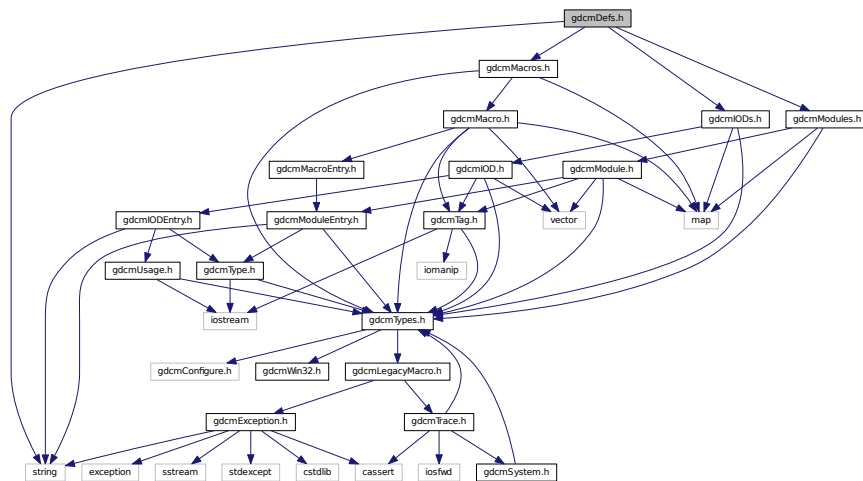 gdcmDefs.h
gdcmMacros.h
gdcmMacro.h
gdcmIODs.h
gdcmModules.h
gdcmMacroEntry.h
gdcmIOD.h
gdcmModule.h
gdcmIODEntry.h
gdcmModuleEntry.h
gdcmTag.h
vector
map
gdcmUsage.h
gdcmType.h
iomanip
iostream
gdcmTypes.h
gdcmConfigure.h
gdcmWin32.h
gdcmLegacyMacro.h
gdcmException.h
gdcmTrace.h
string
exception
sstream
stdexcept
cstdlib
cassert
iosfwd
gdcmSystem.h